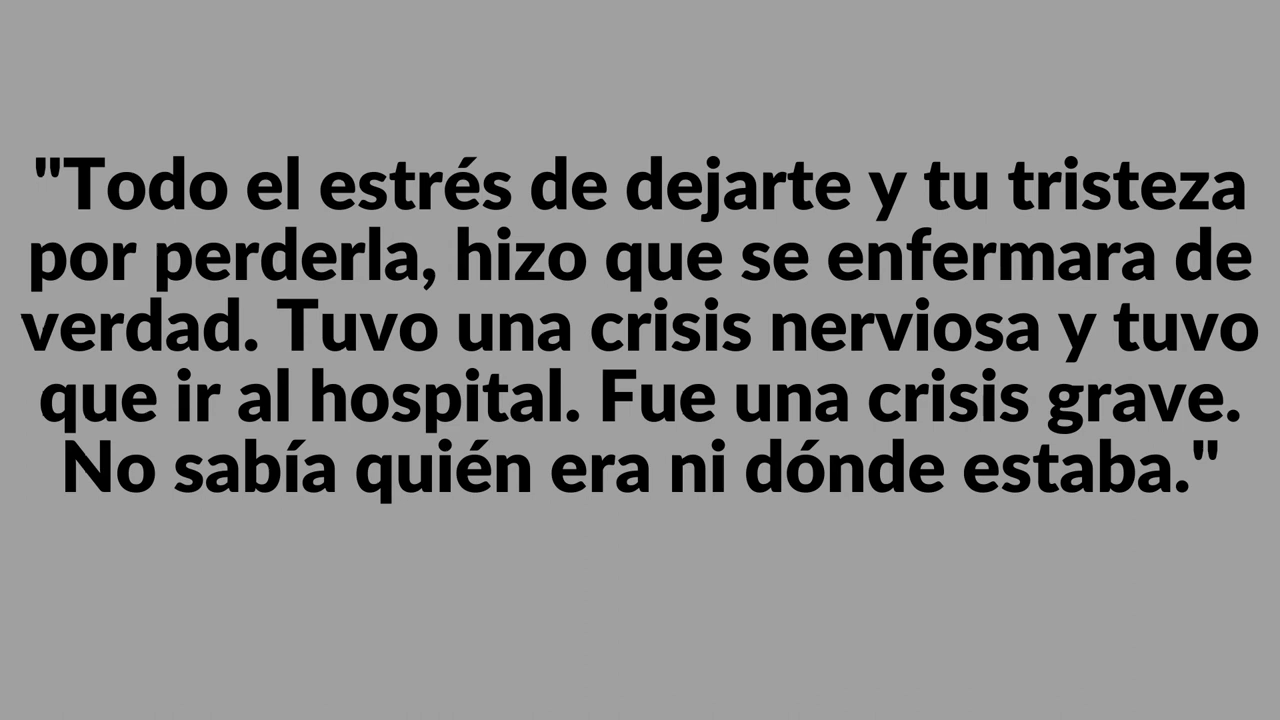 "Todo el estrés de dejarte y tu tristeza
por perderla, hizo que se enfermara de
verdad. Tuvo una crisis nerviosa y tuvo
que ir al hospital. Fue una crisis grave.
No sabía quién era ni dónde estaba."